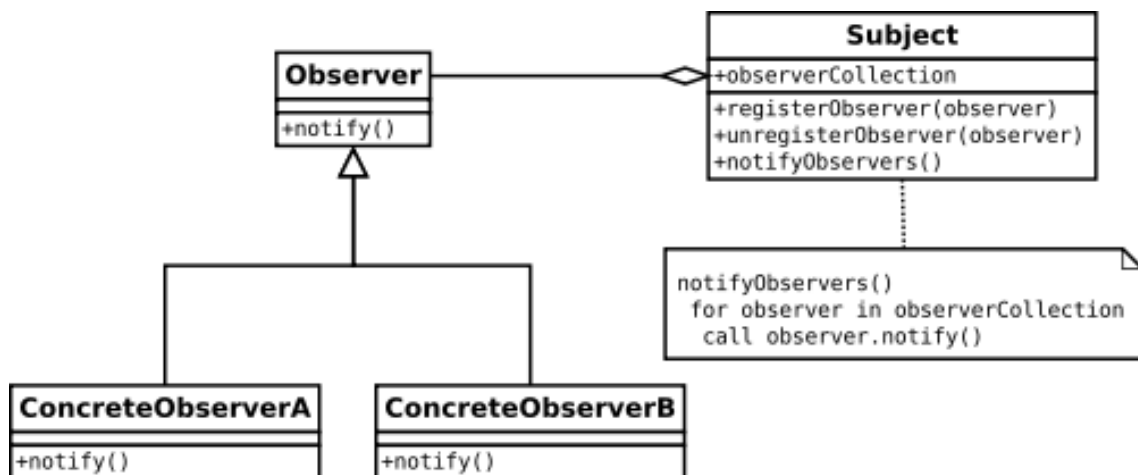 Observer
+notify()
Subject
+observerCollection
+registerObserver(observer)
+unregisterObserver(observer)
+notifyObservers()
notifyObservers()
for observer in observerCollection
call observer.notify()
ConcreteObserverA
+notify()
ConcreteObserverB
+notify()